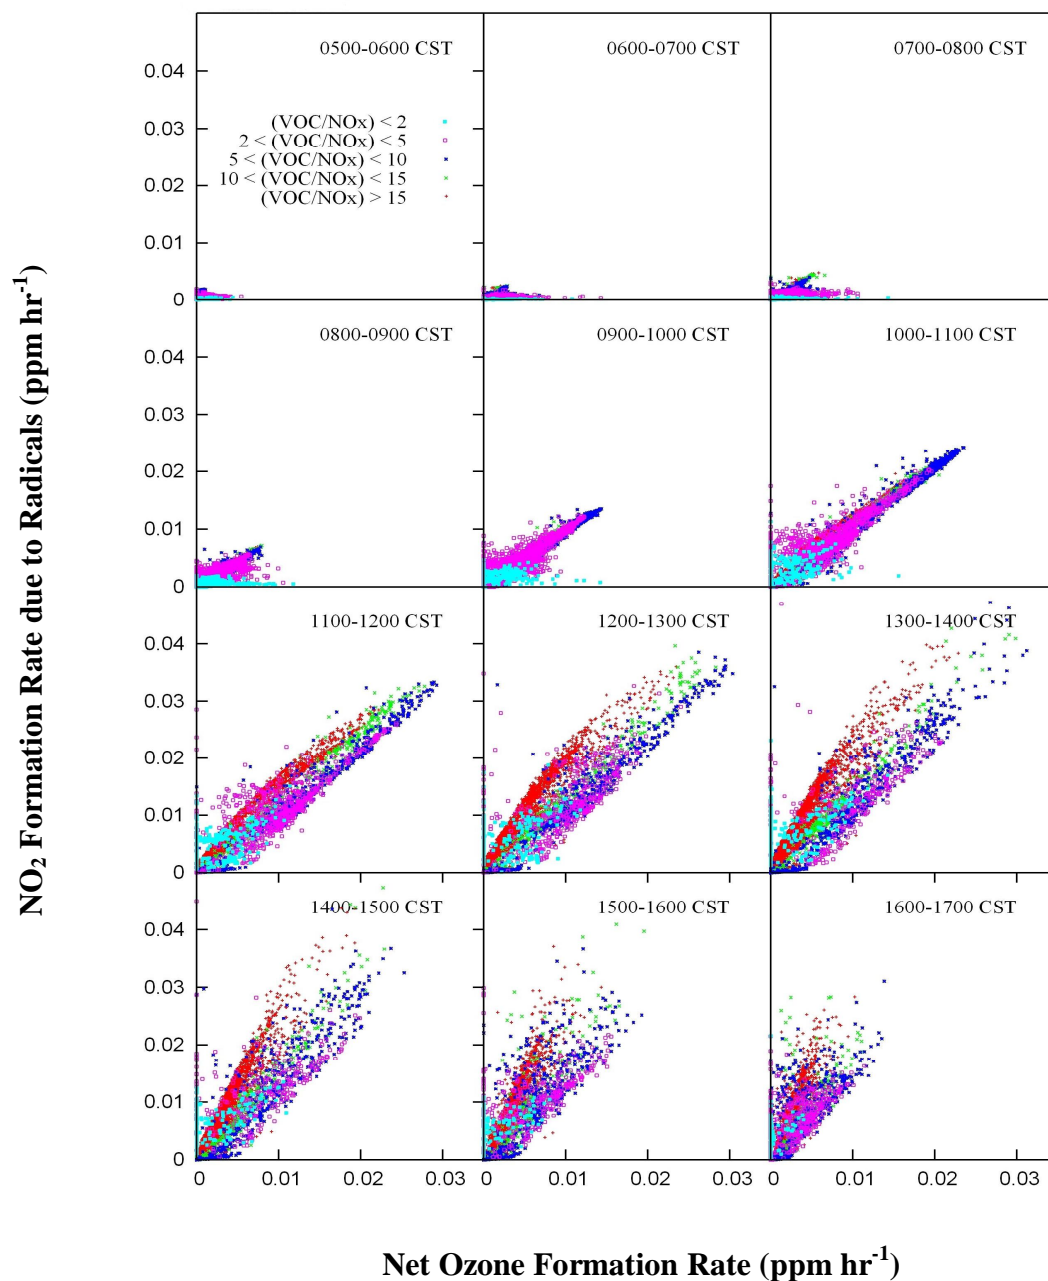 0500-0600 CST
0600-0700 CST
0700-0800 CST
0.04
0.03
0.02
0.01
0
(VOC/NOx) < 2
2 < (VOC/NOx) < 5
5 < (VOC/NOx) < 10
10 < (VOC/NOx) < 15
(VOC/NOx) > 15
0800-0900 CST
0900-1000 CST
1000-1100 CST
0.04
0.03
0.02
0.01
0
1100-1200 CST
1200-1300 CST
1300-1400 CST
0.04
0.03
0.02
0.01
0
1400-1500 CST
1500-1600 CST
1600-1700 CST
0.04
0.03
0.02
0.01
0
0 0.01 0.02 0.03 0 0.01 0.02 0.03 0 0.01 0.02 0.03
NO₂ Formation Rate due to Radicals (ppm hr⁻¹)
Net Ozone Formation Rate (ppm hr⁻¹)